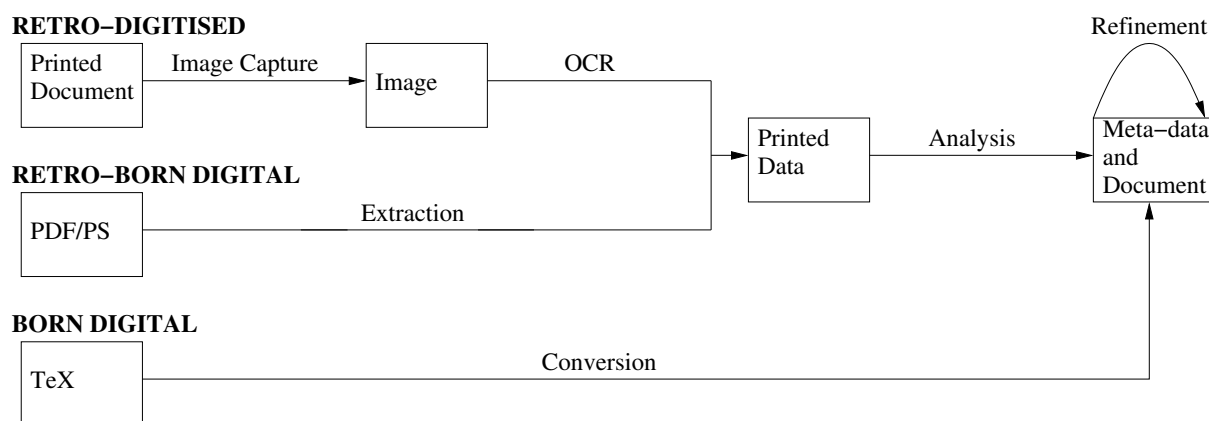 RETRO−DIGITISED
Refinement
Printed
Document
Image Capture
Image
OCR
Printed
Data
Analysis
Meta−data
and
Document
RETRO−BORN DIGITAL
PDF/PS
Extraction
BORN DIGITAL
TeX
Conversion